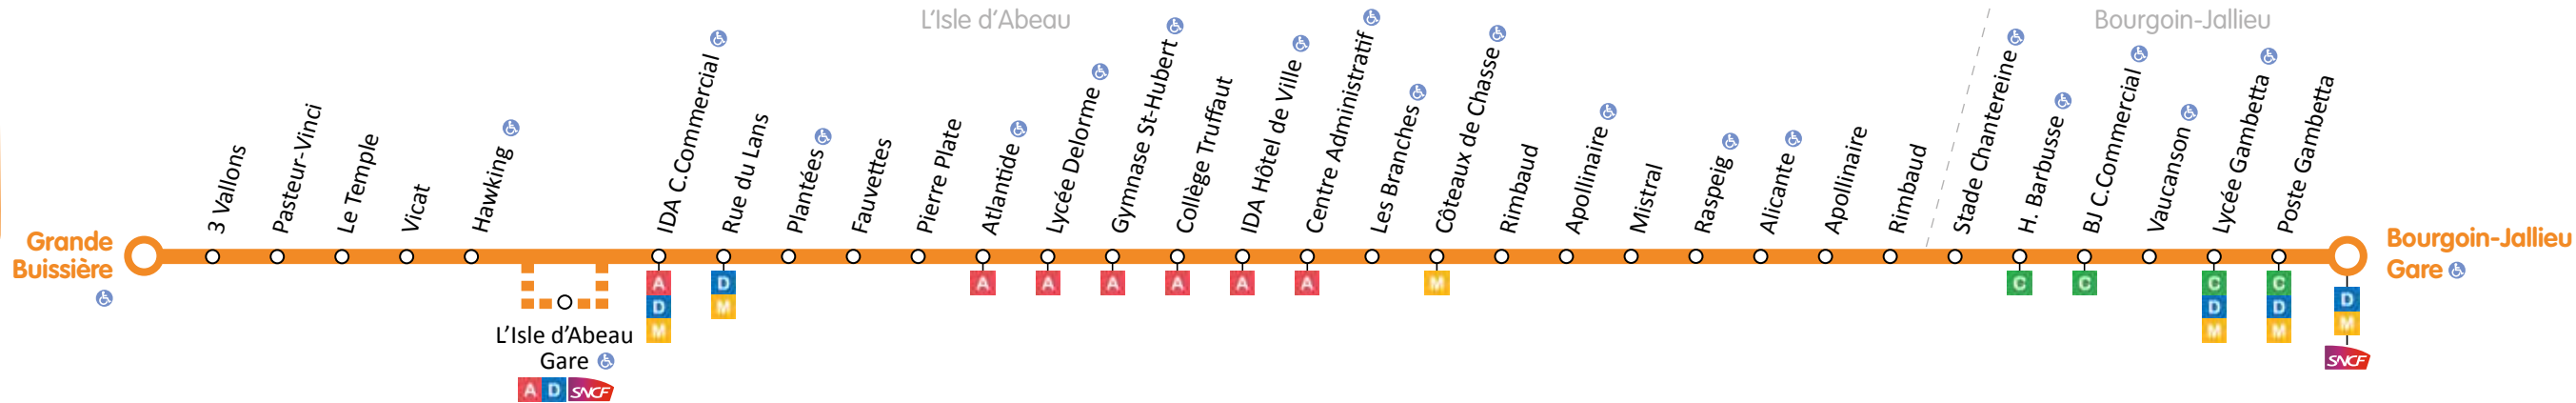 L'Isle d'Abeau
Bourgoin-Jallieu
Grande
Buissière
3 Vallons
Pasteur-Vinci
Le Temple
Vicat
Hawking
L'Isle d'Abeau
Gare
A D SNCF
IDA C.Commercial
A
D
M
Rue du Lans
D
M
Plantées
Fauvettes
Pierre Plate
Atlantide
A
Lycée Delorme
A
Gymnase St-Hubert
A
Collège Truffaut
A
IDA Hôtel de Ville
A
Centre Administratif
A
Les Branches
Côteaux de Chasse
M
Rimbaud
Apollinaire
Mistral
Raspeig
Alicante
Apollinaire
Rimbaud
Stade Chantereine
H. Barbusse
C
BJ C.Commercial
C
Vaucanson
Lycée Gambetta
C
D
M
Poste Gambetta
C
D
M
Bourgoin-Jallieu
Gare
D
M
SNCF